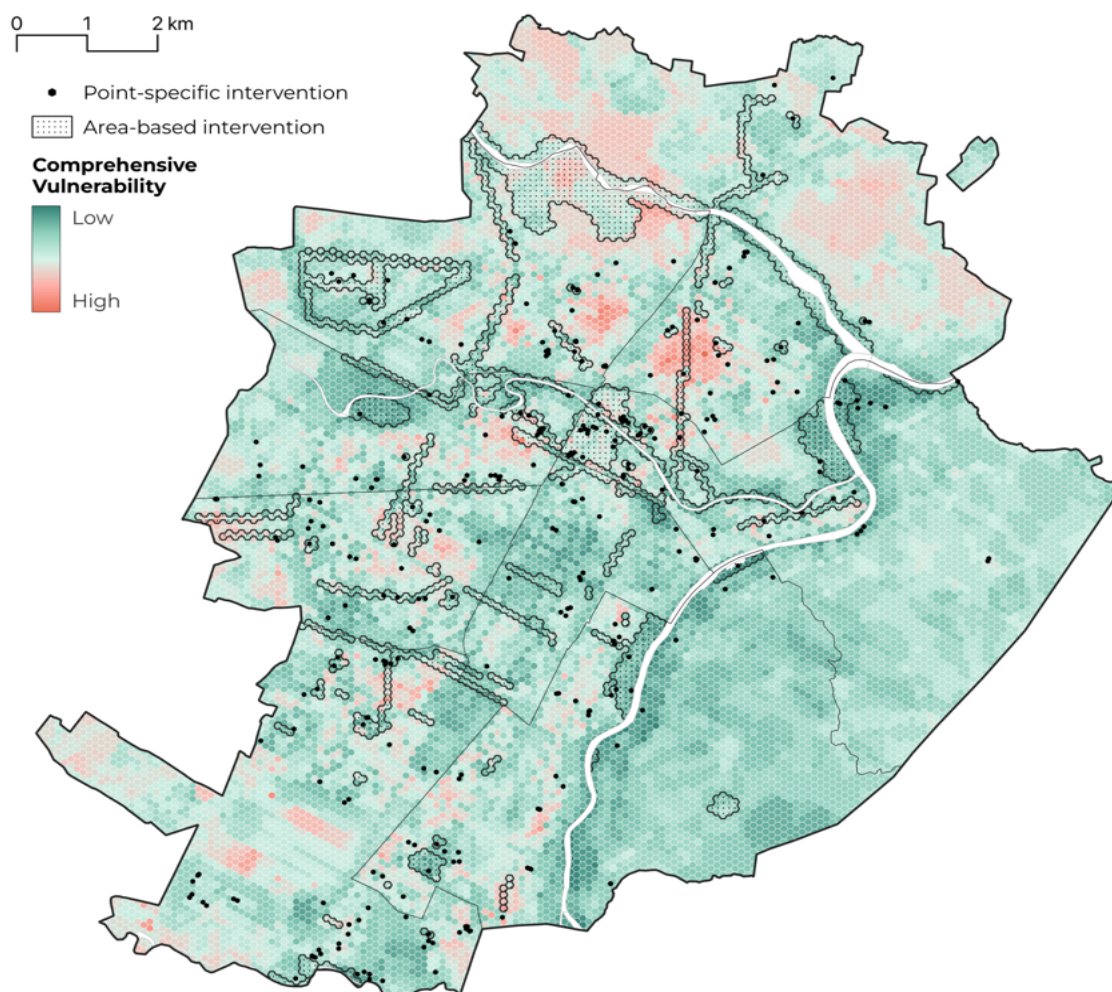 0 1 2 km
Point-specific intervention
Area-based intervention
Comprehensive
Vulnerability
Low
High